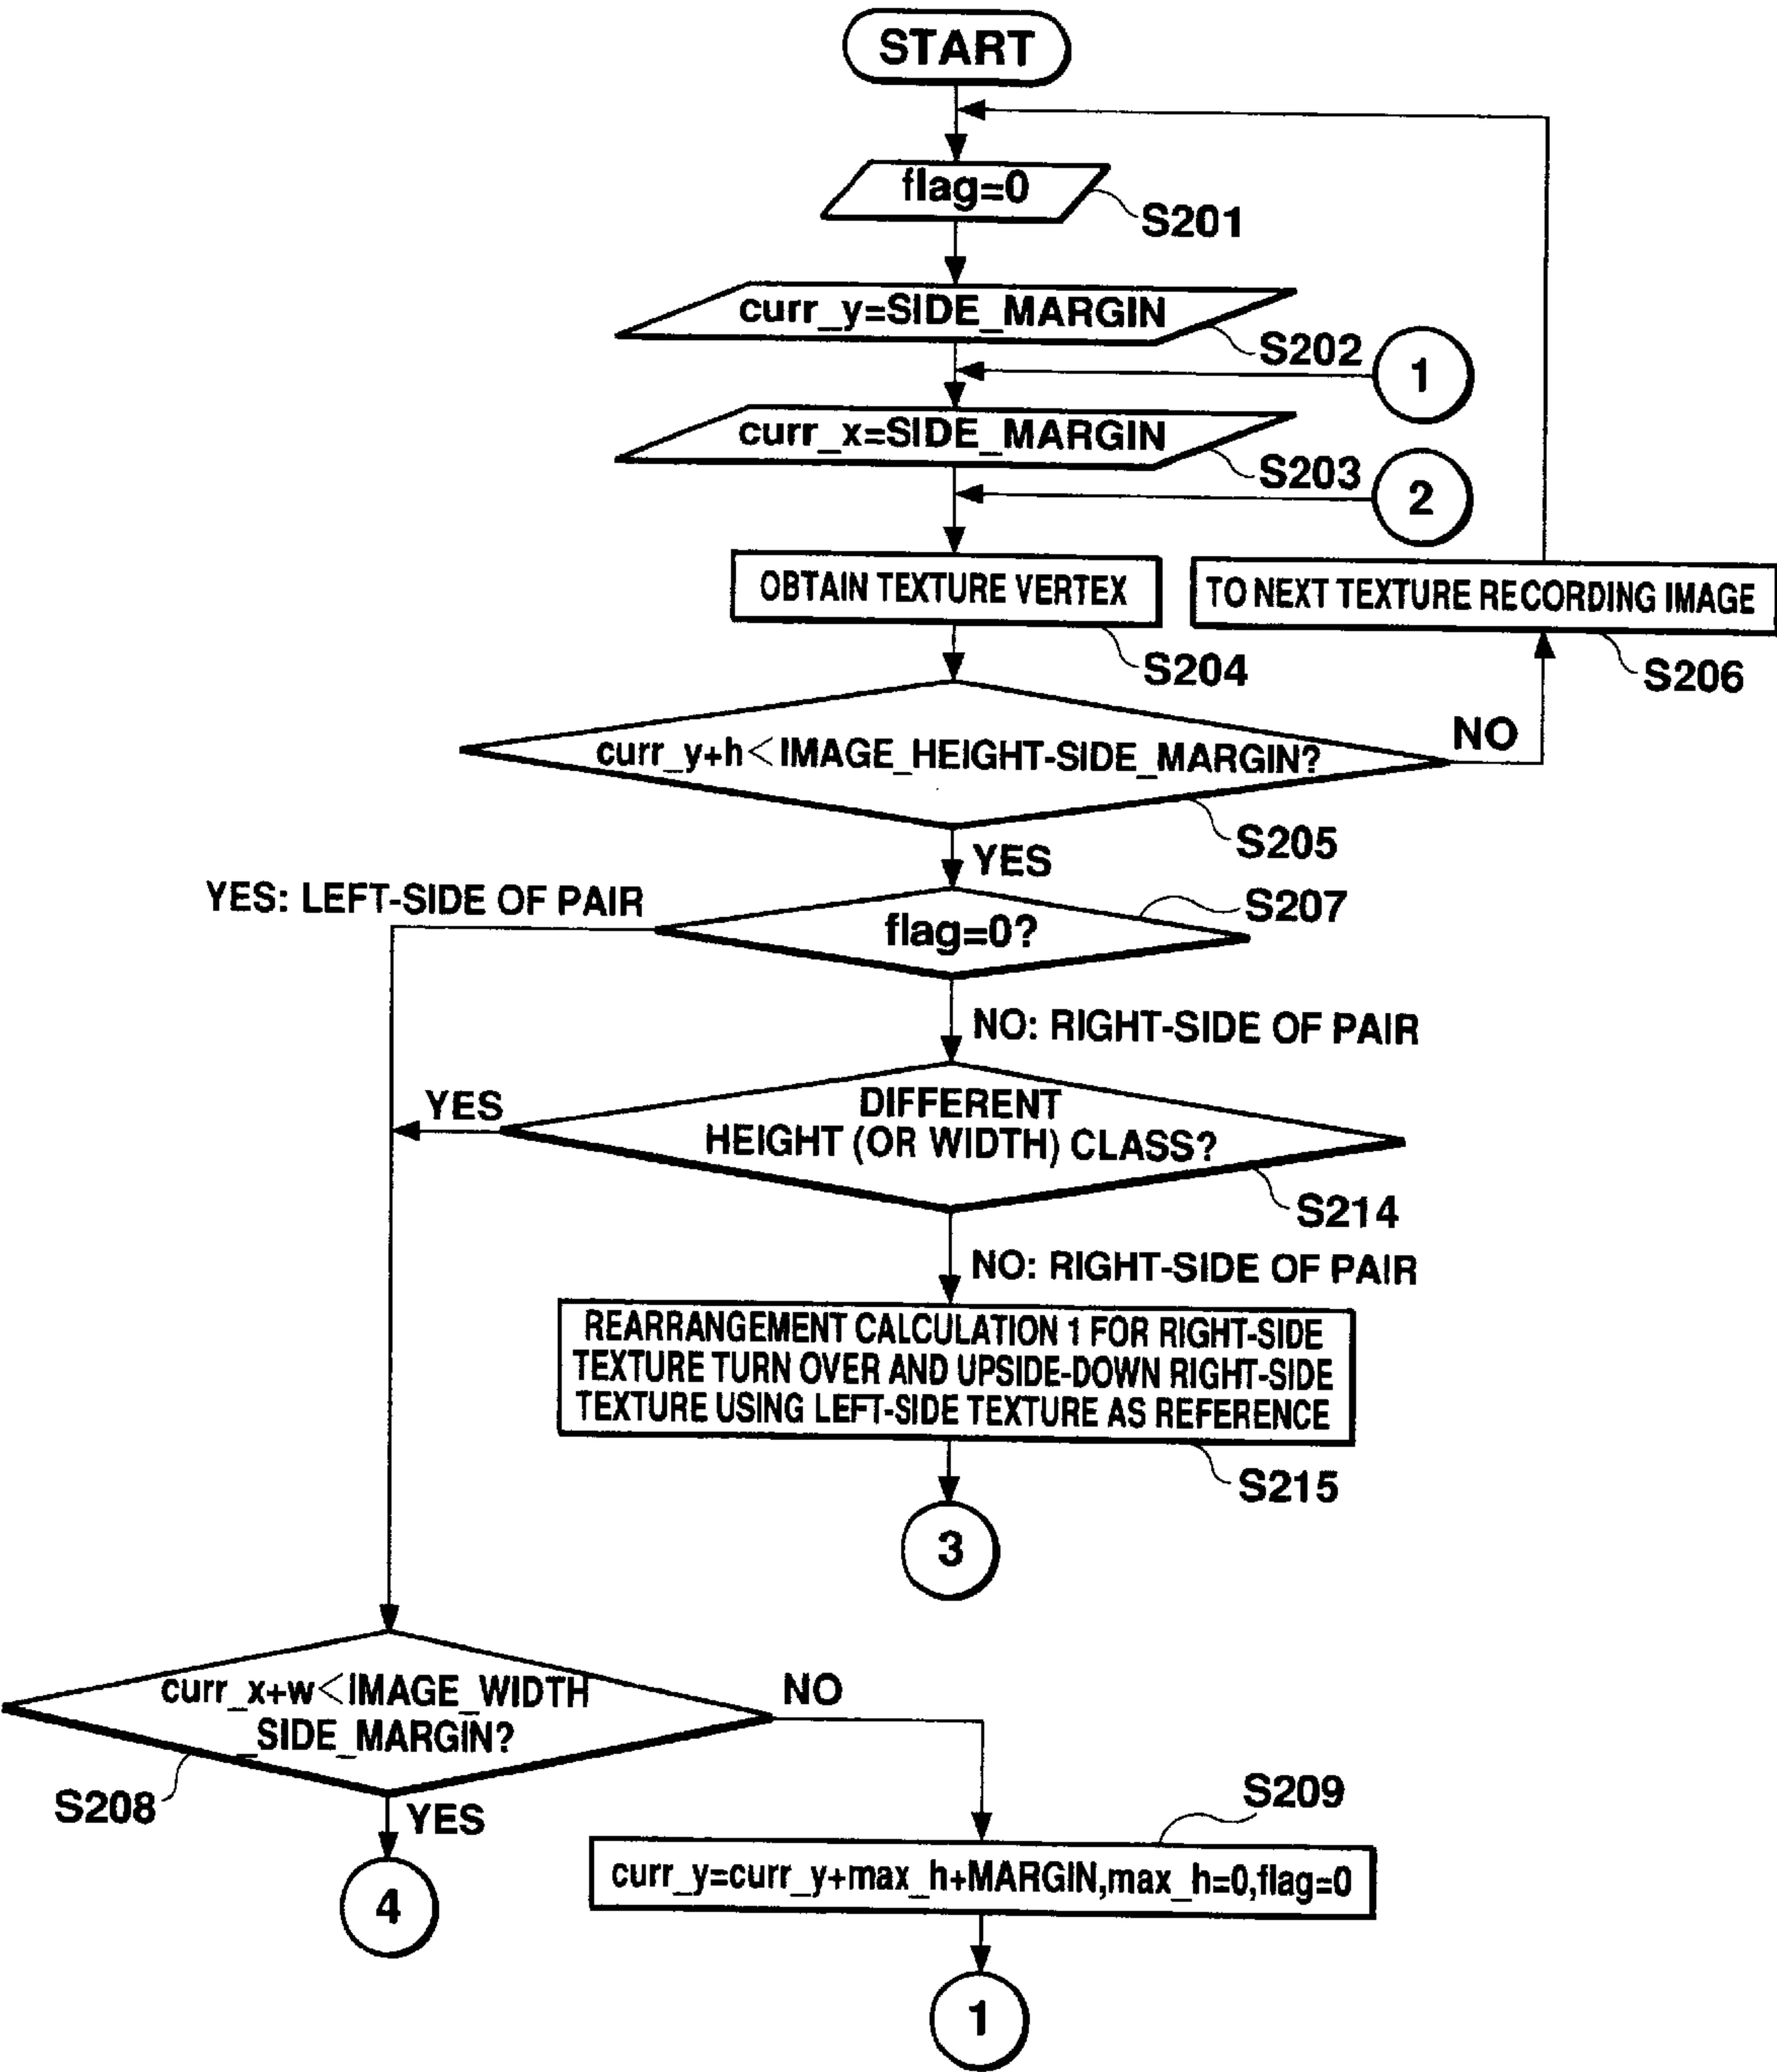 START
flag=0
S201
curr_y=SIDE_MARGIN
S202
1
curr_x=SIDE_MARGIN
S203
2
OBTAIN TEXTURE VERTEX
S204
TO NEXT TEXTURE RECORDING IMAGE
S206
curr_y+h<IMAGE_HEIGHT-SIDE_MARGIN?
NO
S205
YES
YES: LEFT-SIDE OF PAIR
flag=0?
S207
NO: RIGHT-SIDE OF PAIR
YES
DIFFERENT
HEIGHT (OR WIDTH) CLASS?
S214
NO: RIGHT-SIDE OF PAIR
REARRANGEMENT CALCULATION 1 FOR RIGHT-SIDE
TEXTURE TURN OVER AND UPSIDE-DOWN RIGHT-SIDE
TEXTURE USING LEFT-SIDE TEXTURE AS REFERENCE
S215
3
curr_x+w<IMAGE_WIDTH
_SIDE_MARGIN?
NO
S208
YES
4
S209
curr_y=curr_y+max_h+MARGIN,max_h=0,flag=0
1